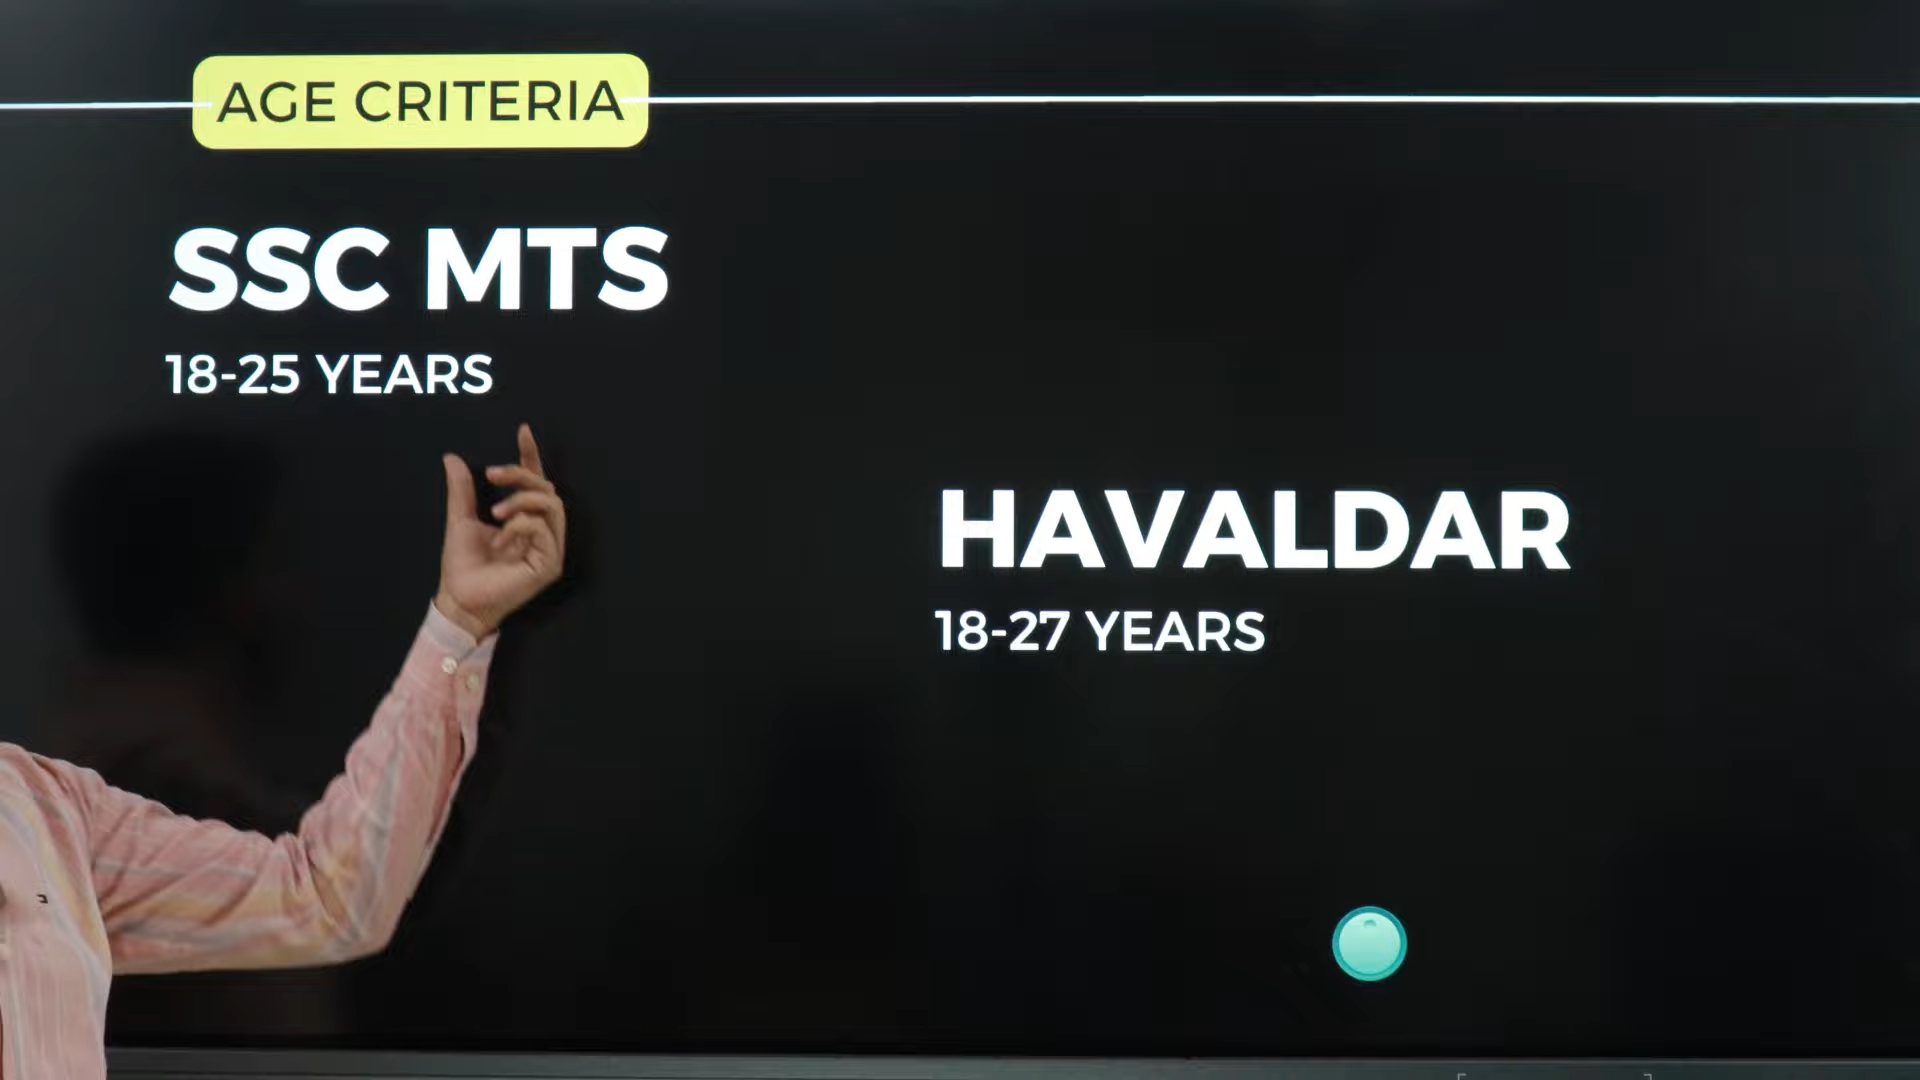 AGE CRITERIA
SSC MTS
18-25 YEARS
HAVALDAR
18-27 YEARS